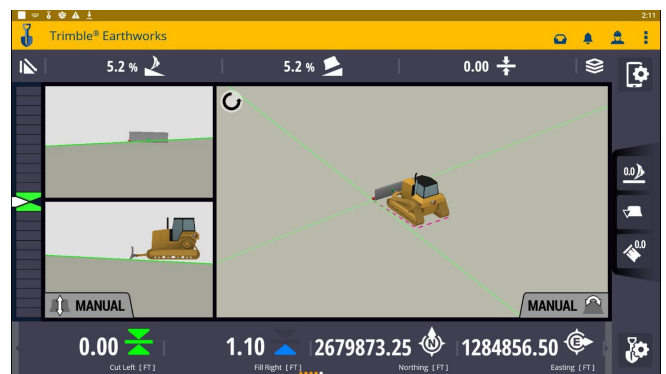 2:11
Trimble® Earthworks
5.2 %
5.2 %
0.00
0.0
0.0
MANUAL
MANUAL
0.00
1.10
2679873.25
N
1284856.50
E
Cut Left [FT]
Fill Right [FT]
Northing [FT]
Easting [FT]